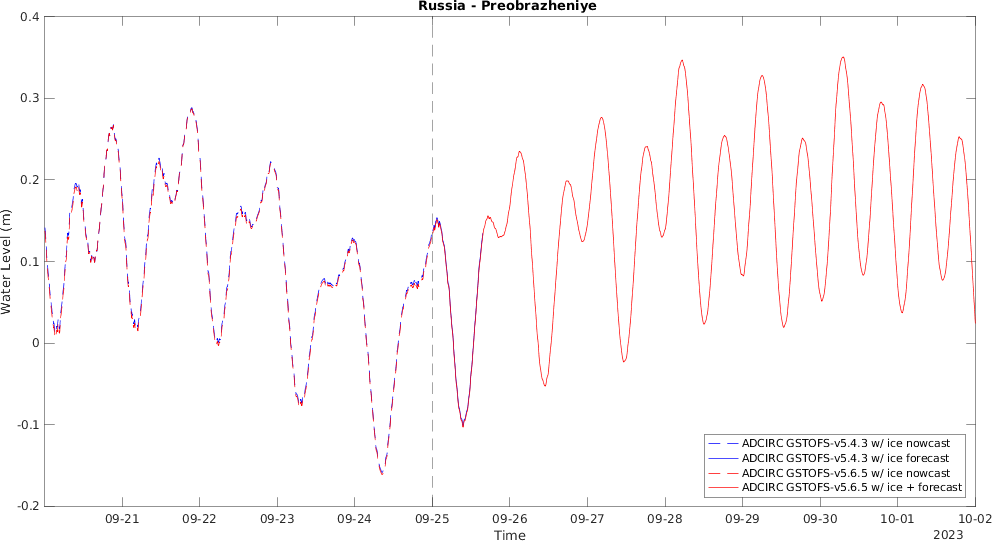 Russia - Preobrazheniye
Water Level (m)
0.4
0.3
0.2
0.1
0
-0.1
-0.2
09-21
09-22
09-23
09-24
09-25
09-26
09-27
09-28
09-29
09-30
10-01
10-02
2023
Time
ADCIRC GSTOFS-v5.4.3 w/ ice nowcast
ADCIRC GSTOFS-v5.4.3 w/ ice forecast
ADCIRC GSTOFS-v5.6.5 w/ ice nowcast
ADCIRC GSTOFS-v5.6.5 w/ ice + forecast